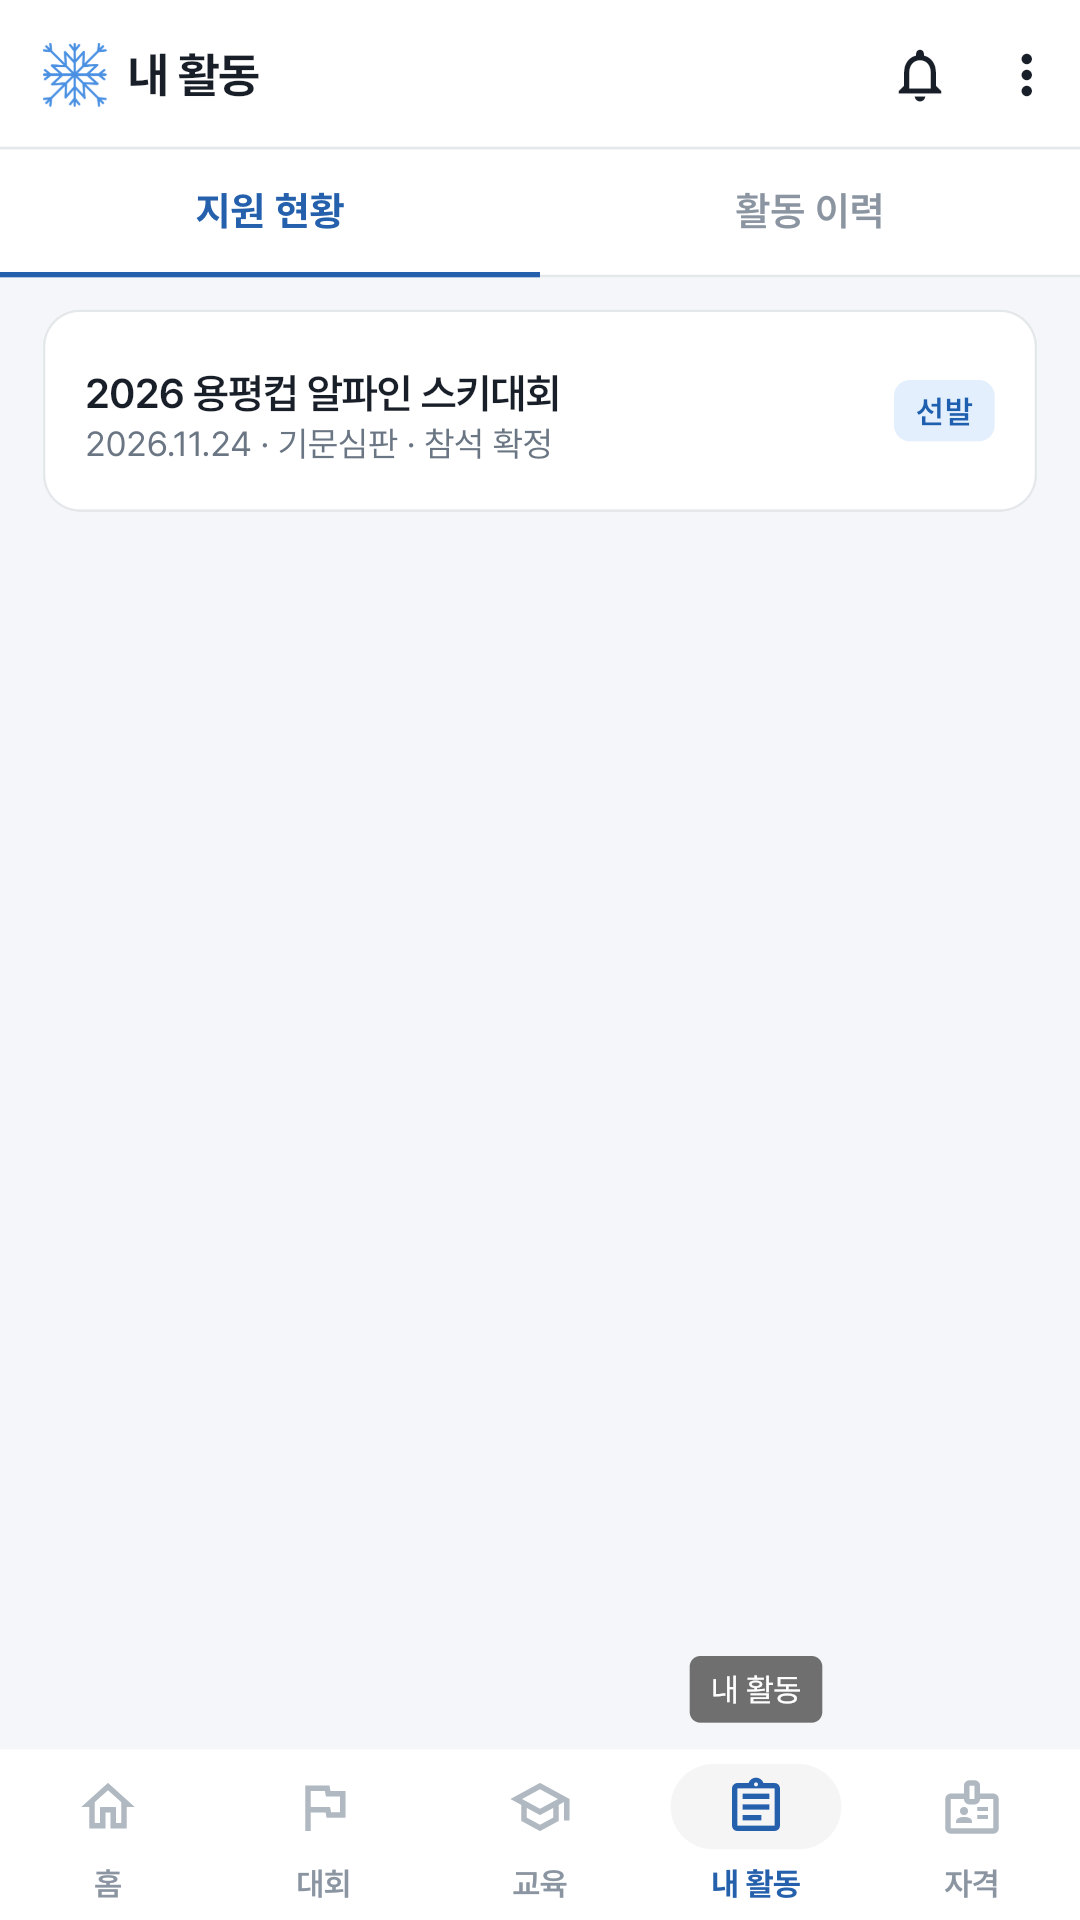 내 활동
지원 현황
활동 이력
2026 용평컵 알파인 스키대회
2026.11.24 · 기문심판 · 참석 확정
선발
내 활동
홈
대회
교육
내 활동
자격